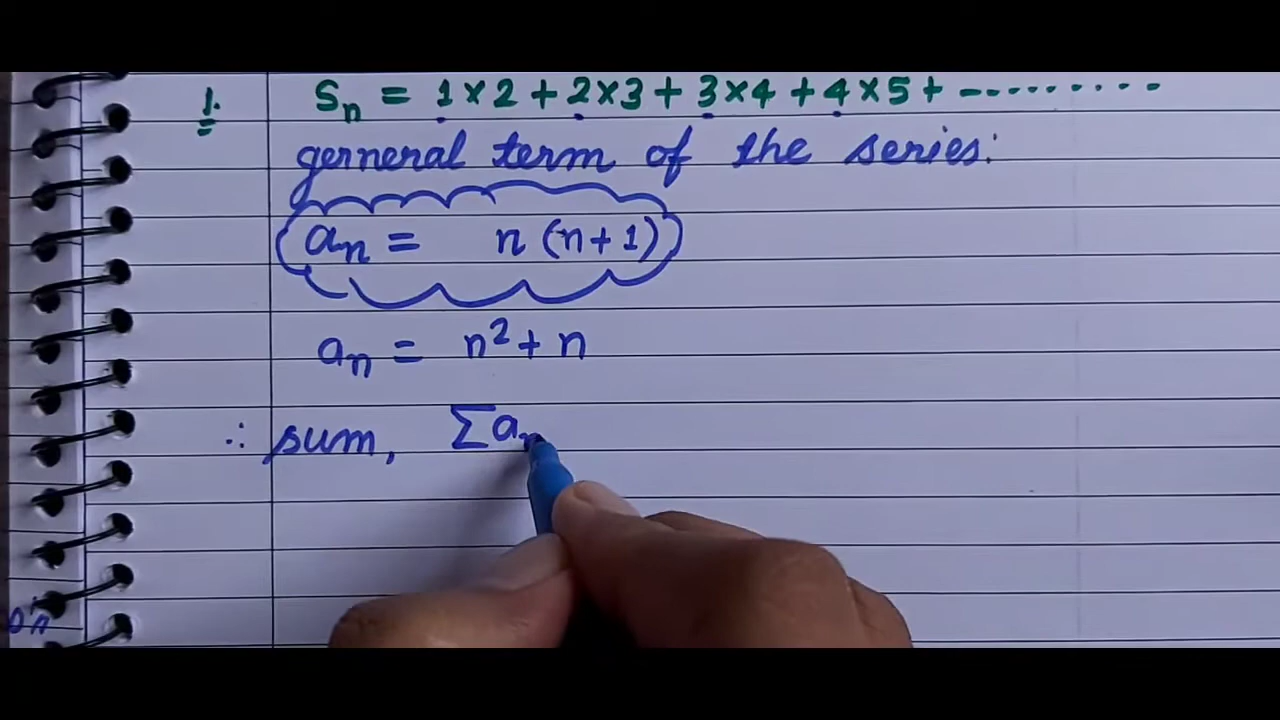 1. Sn = 1×2 + 2×3 + 3×4 + 4×5 + ---.......
gerneral term of the series:
an = n (n+1)
an = n² + n
∴ sum, Σan